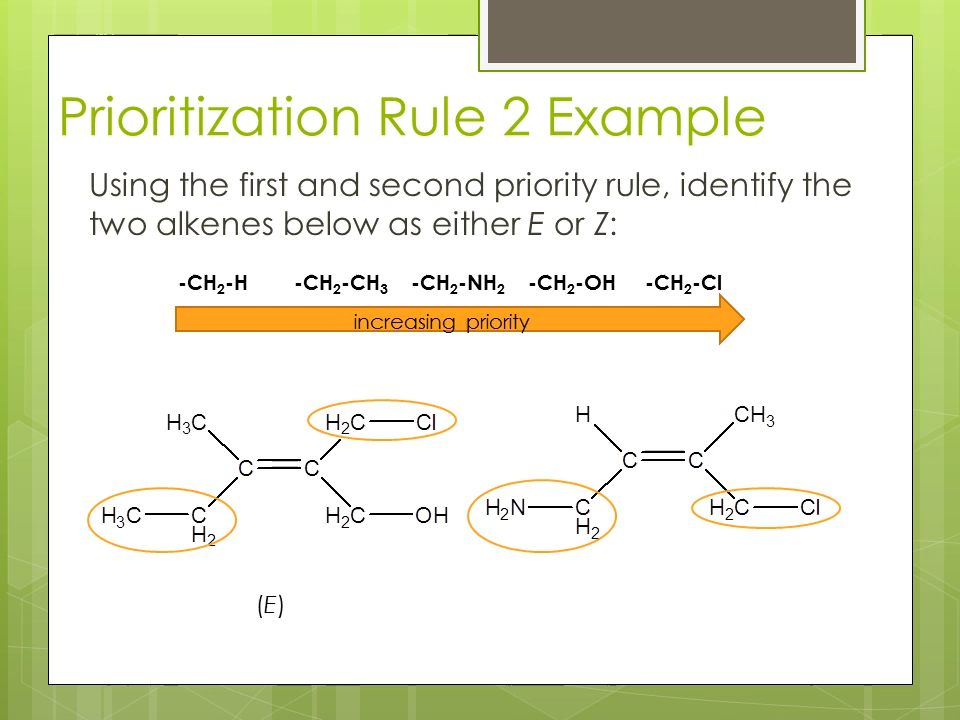 Prioritization Rule 2 Example
Using the first and second priority rule, identify the
two alkenes below as either E or Z:
-CH₂-H -CH₂-CH₃ -CH₂-NH₂ -CH₂-OH -CH₂-Cl
increasing priority
H₃C H₂C Cl
C C
H₃C C H₂C OH
H₂
H CH₃
C C
H₂N C H₂C Cl
H₂
(E)